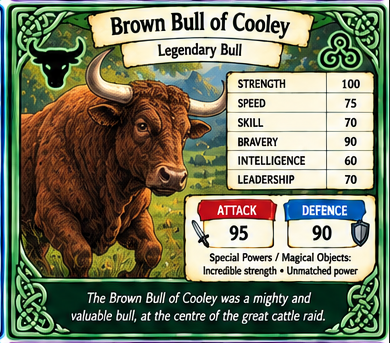 Brown Bull of Cooley
Legendary Bull
STRENGTH 100
SPEED 75
SKILL 70
BRAVERY 90
INTELLIGENCE 60
LEADERSHIP 70
ATTACK DEFENCE
95 90
Special Powers / Magical Objects:
Incredible strength • Unmatched power
The Brown Bull of Cooley was a mighty and
valuable bull, at the centre of the great cattle raid.